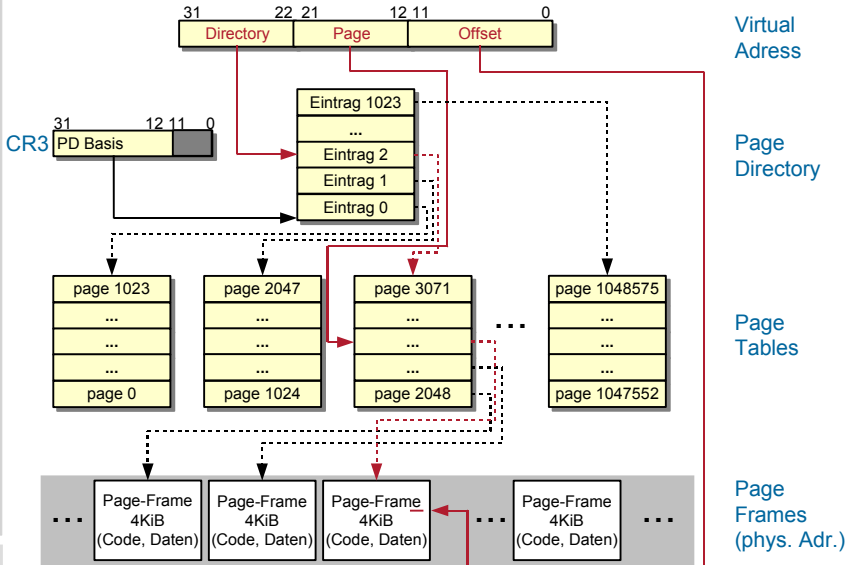 31 22 21 12 11 0
Directory Page Offset
Virtual
Adress
31 12 11 0
CR3 PD Basis
Eintrag 1023
...
Eintrag 2
Eintrag 1
Eintrag 0
Page
Directory
page 1023
...
...
...
page 0
page 2047
...
...
...
page 1024
page 3071
...
...
...
page 2048
...
page 1048575
...
...
...
page 1047552
Page
Tables
...
Page-Frame
4KiB
(Code, Daten)
Page-Frame
4KiB
(Code, Daten)
Page-Frame
4KiB
(Code, Daten)
...
Page-Frame
4KiB
(Code, Daten)
...
Page
Frames
(phys. Adr.)